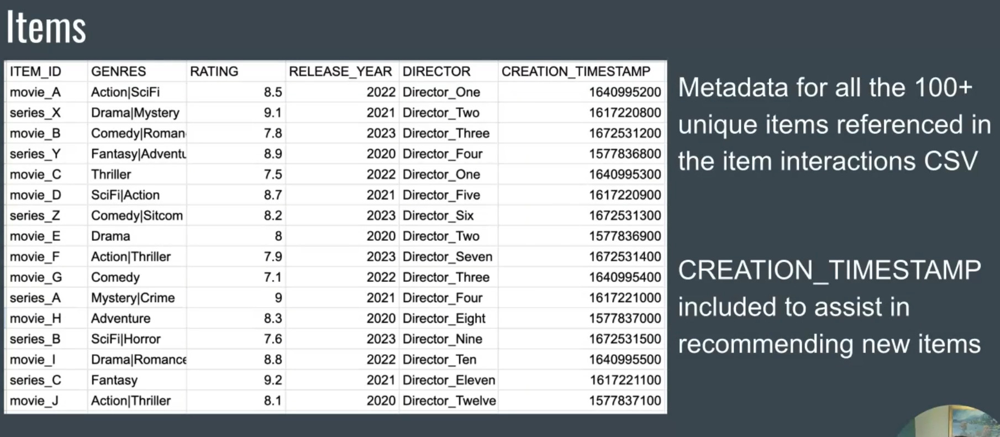 Items
ITEM_ID GENRES RATING RELEASE_YEAR DIRECTOR CREATION_TIMESTAMP
movie_A Action|SciFi 8.5 2022 Director_One 1640995200
series_X Drama|Mystery 9.1 2021 Director_Two 1617220800
movie_B Comedy|Roman 7.8 2023 Director_Three 1672531200
series_Y Fantasy|Adventu 8.9 2020 Director_Four 1577836800
movie_C Thriller 7.5 2022 Director_One 1640995300
movie_D SciFi|Action 8.7 2021 Director_Five 1617220900
series_Z Comedy|Sitcom 8.2 2023 Director_Six 1672531300
movie_E Drama 8 2020 Director_Two 1577836900
movie_F Action|Thriller 7.9 2023 Director_Seven 1672531400
movie_G Comedy 7.1 2022 Director_Three 1640995400
series_A Mystery|Crime 9 2021 Director_Four 1617221000
movie_H Adventure 8.3 2020 Director_Eight 1577837000
series_B SciFi|Horror 7.6 2023 Director_Nine 1672531500
movie_I Drama|Romance 8.8 2022 Director_Ten 1640995500
series_C Fantasy 9.2 2021 Director_Eleven 1617221100
movie_J Action|Thriller 8.1 2020 Director_Twelve 1577837100
Metadata for all the 100+
unique items referenced in
the item interactions CSV
CREATION_TIMESTAMP
included to assist in
recommending new items